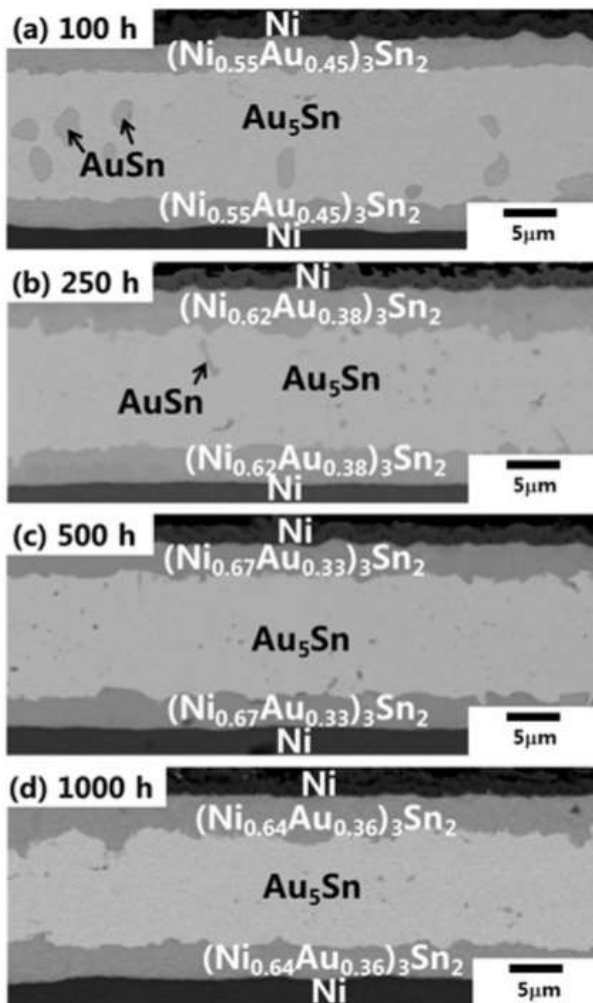 (a) 100 h
Ni
(Ni₀.₅₅Au₀.₄₅)₃Sn₂
Au₅Sn
AuSn
(Ni₀.₅₅Au₀.₄₅)₃Sn₂
Ni
5μm
(b) 250 h
Ni
(Ni₀.₆₂Au₀.₃₈)₃Sn₂
Au₅Sn
AuSn
(Ni₀.₆₂Au₀.₃₈)₃Sn₂
Ni
5μm
(c) 500 h
Ni
(Ni₀.₆₇Au₀.₃₃)₃Sn₂
Au₅Sn
(Ni₀.₆₇Au₀.₃₃)₃Sn₂
Ni
5μm
(d) 1000 h
Ni
(Ni₀.₆₄Au₀.₃₆)₃Sn₂
Au₅Sn
(Ni₀.₆₄Au₀.₃₆)₃Sn₂
Ni
5μm